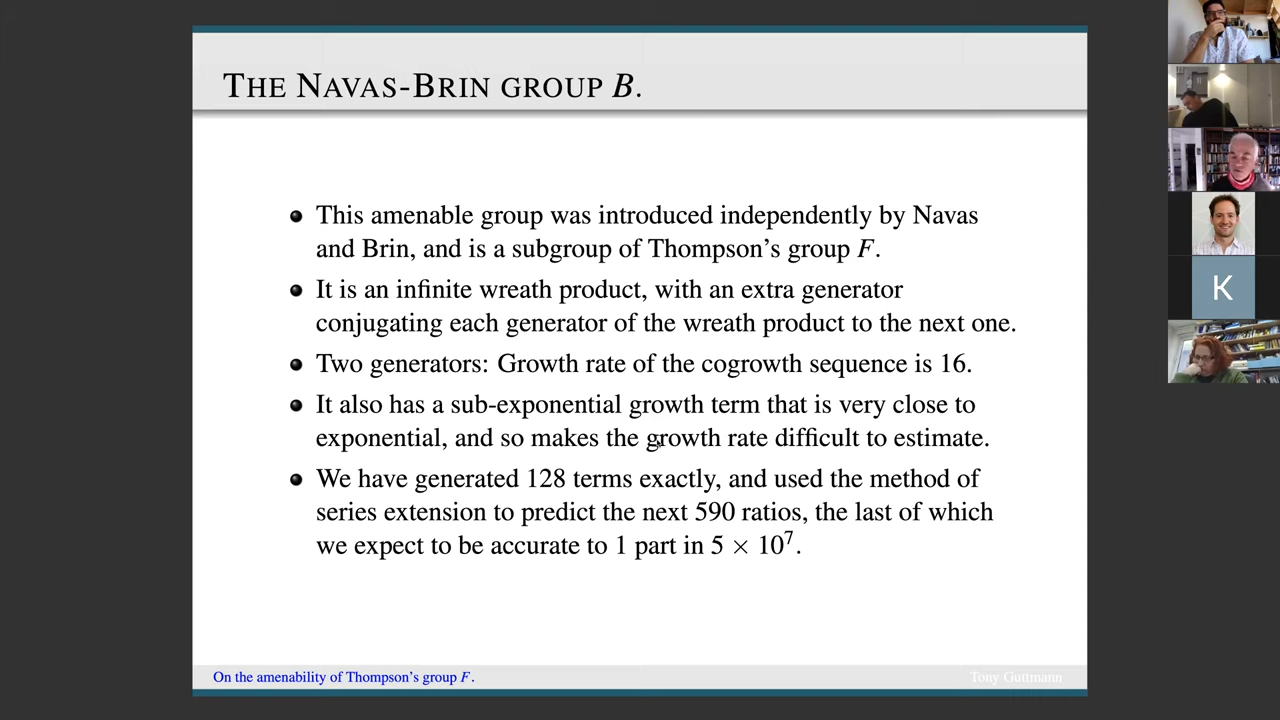 THE NAVAS-BRIN GROUP B.
This amenable group was introduced independently by Navas
and Brin, and is a subgroup of Thompson's group F.
It is an infinite wreath product, with an extra generator
conjugating each generator of the wreath product to the next one.
Two generators: Growth rate of the cogrowth sequence is 16.
It also has a sub-exponential growth term that is very close to
exponential, and so makes the growth rate difficult to estimate.
We have generated 128 terms exactly, and used the method of
series extension to predict the next 590 ratios, the last of which
we expect to be accurate to 1 part in 5 × 10⁷.
On the amenability of Thompson's group F.
Tony Guttmann
K